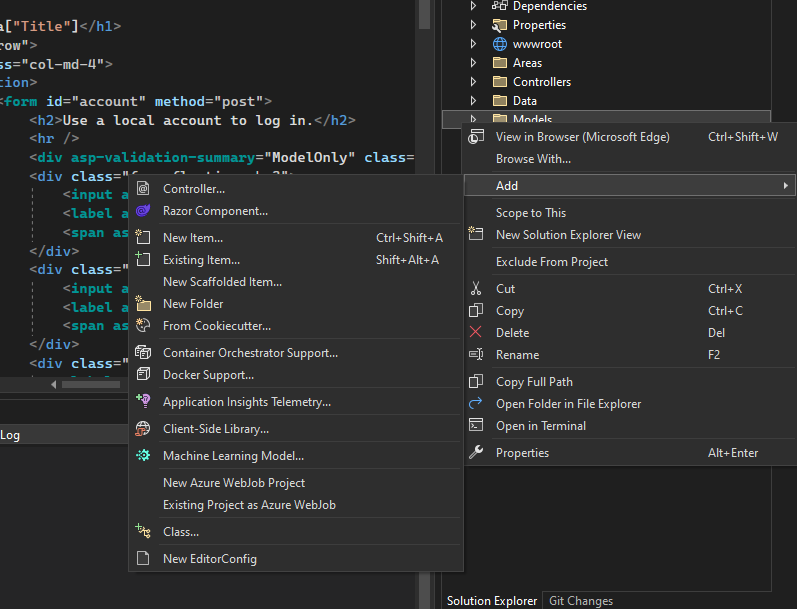 a["Title"]</h1>
row">
ss="col-md-4">
tion>
<form id="account" method="post">
<h2>Use a local account to log in.</h2>
<hr />
<div asp-validation-summary="ModelOnly" class=
<div class="
<input a
<label a
<span as
</div>
<div class="
<input a
<label a
<span as
</div>
<div class="
Log
Dependencies
Properties
wwwroot
Areas
Controllers
Data
Models
View in Browser (Microsoft Edge) Ctrl+Shift+W
Browse With...
Add
Scope to This
New Solution Explorer View
Exclude From Project
Cut Ctrl+X
Copy Ctrl+C
Delete Del
Rename F2
Copy Full Path
Open Folder in File Explorer
Open in Terminal
Properties Alt+Enter
Controller...
Razor Component...
New Item... Ctrl+Shift+A
Existing Item... Shift+Alt+A
New Scaffolded Item...
New Folder
From Cookiecutter...
Container Orchestrator Support...
Docker Support...
Application Insights Telemetry...
Client-Side Library...
Machine Learning Model...
New Azure WebJob Project
Existing Project as Azure WebJob
Class...
New EditorConfig
Solution Explorer Git Changes